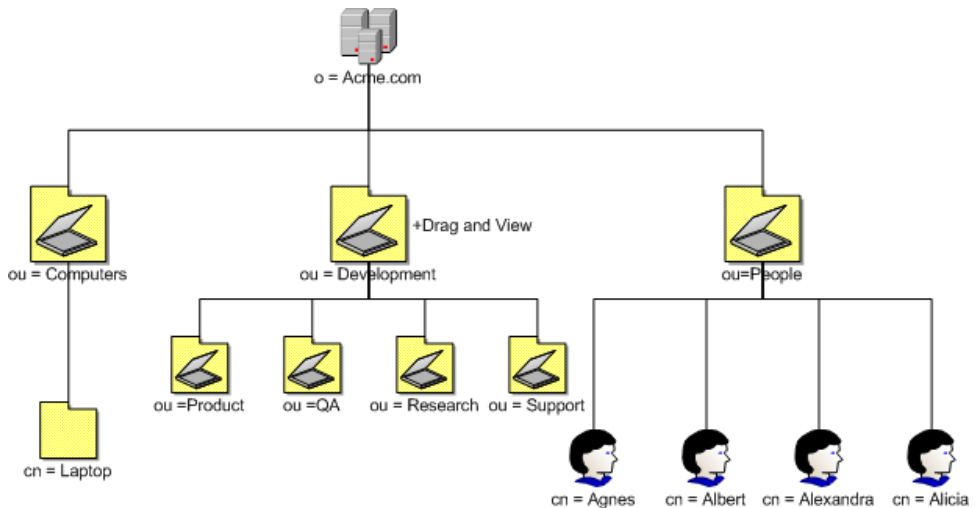 o = Acme.com
+Drag and View
ou = Computers
ou = Development
ou=People
ou =Product
ou =QA
ou = Research
ou = Support
cn = Laptop
cn = Agnes
cn = Albert
cn = Alexandra
cn = Alicia